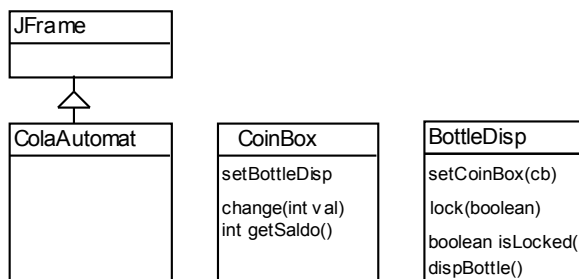 JFrame
ColaAutomat
CoinBox
setBottleDisp
change(int val)
int getSaldo()
BottleDisp
setCoinBox(cb)
lock(boolean)
boolean isLocked(
dispBottle()